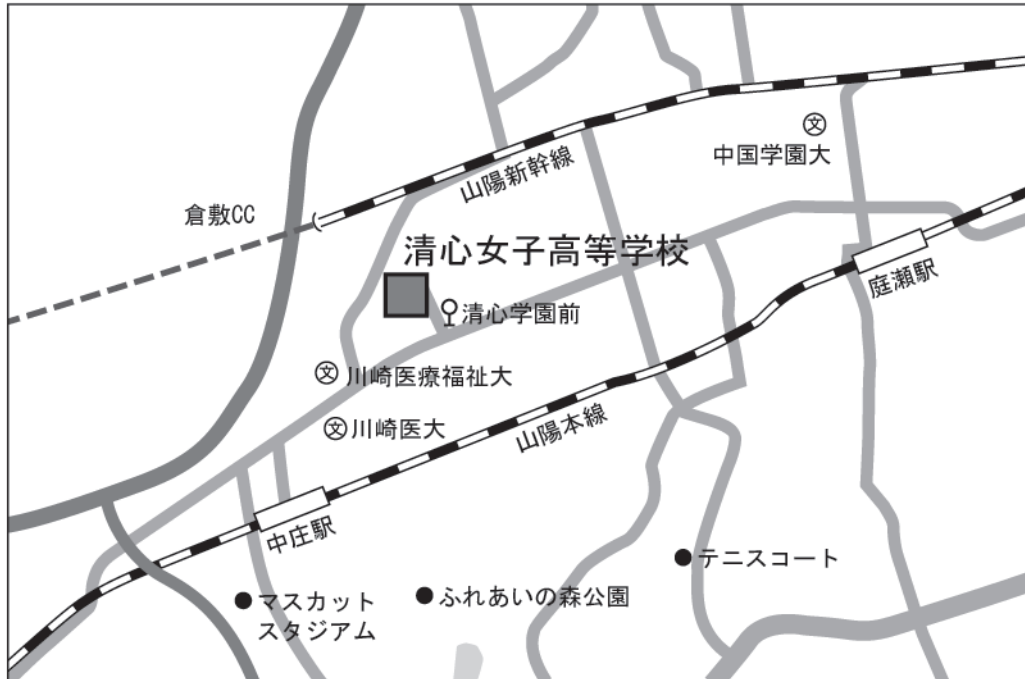 中国学園大
山陽新幹線
倉敷CC
清心女子高等学校
庭瀬駅
清心学園前
川崎医療福祉大
川崎医大
山陽本線
中庄駅
テニスコート
ふれあいの森公園
マスカット
スタジアム
文
文
文